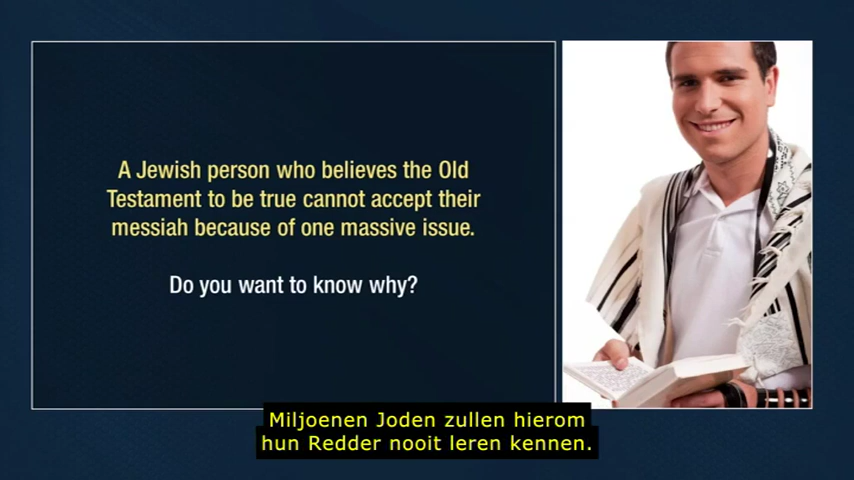 A Jewish person who believes the Old
Testament to be true cannot accept their
messiah because of one massive issue.
Do you want to know why?
Miljoenen Joden zullen hierom
hun Redder nooit leren kennen.